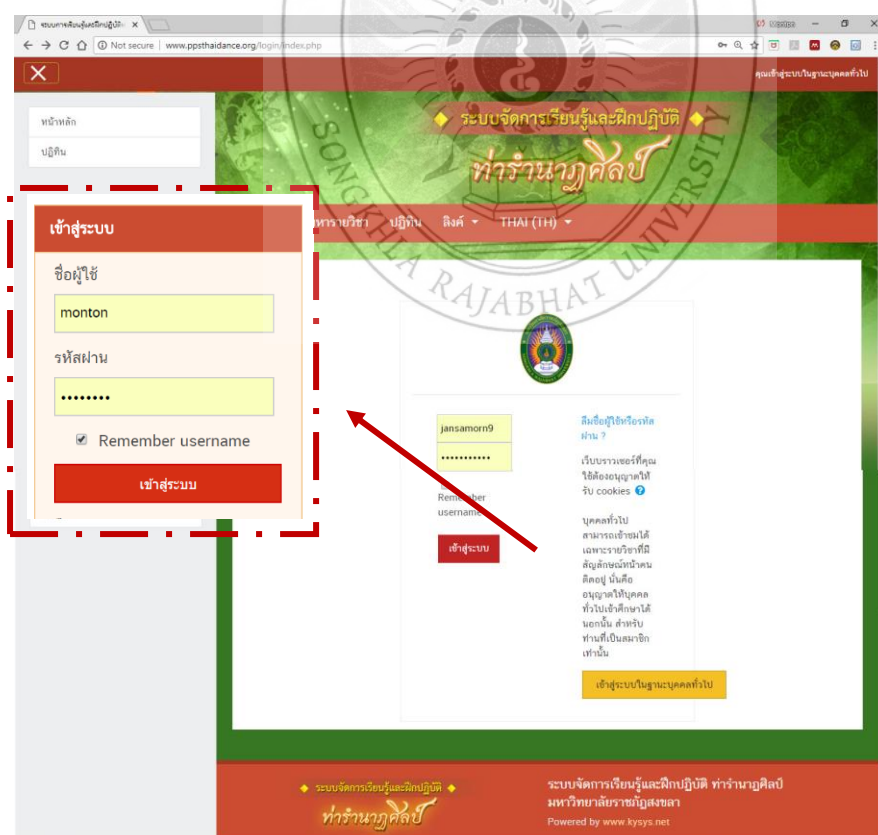 ระบบการเรียนรู้และฝึกปฏิบัติ
Not secure | www.ppsthaidance.org/login/index.php
คุณเข้าสู่ระบบในฐานะบุคคลทั่วไป
หน้าหลัก
ปฏิทิน
ระบบจัดการเรียนรู้และฝึกปฏิบัติ
ท่ารำนาฏศิลป์
หารายวิชา ปฏิทิน ลิงค์ THAI (TH)
SONGKHLA RAJABHAT UNIVERSITY
เข้าสู่ระบบ
ชื่อผู้ใช้
monton
รหัสผ่าน
••••••••
Remember username
เข้าสู่ระบบ
jansamorn9
•••••••••••
Remember
username
เข้าสู่ระบบ
ลืมชื่อผู้ใช้หรือรหัส
ผ่าน ?
เว็บบราวเซอร์ที่คุณ
ใช้ต้องอนุญาตให้
รับ cookies
บุคคลทั่วไป
สามารถเข้าชมได้
เฉพาะรายวิชาที่มี
สัญลักษณ์หน้าคน
ติดอยู่ นั่นคือ
อนุญาตให้บุคคล
ทั่วไปเข้าศึกษาได้
นอกนั้น สำหรับ
ท่านที่เป็นสมาชิก
เท่านั้น
เข้าสู่ระบบในฐานะบุคคลทั่วไป
ระบบจัดการเรียนรู้และฝึกปฏิบัติ
ท่ารำนาฏศิลป์
ระบบจัดการเรียนรู้และฝึกปฏิบัติ ท่ารำนาฏศิลป์
มหาวิทยาลัยราชภัฏสงขลา
Powered by www.kysys.net